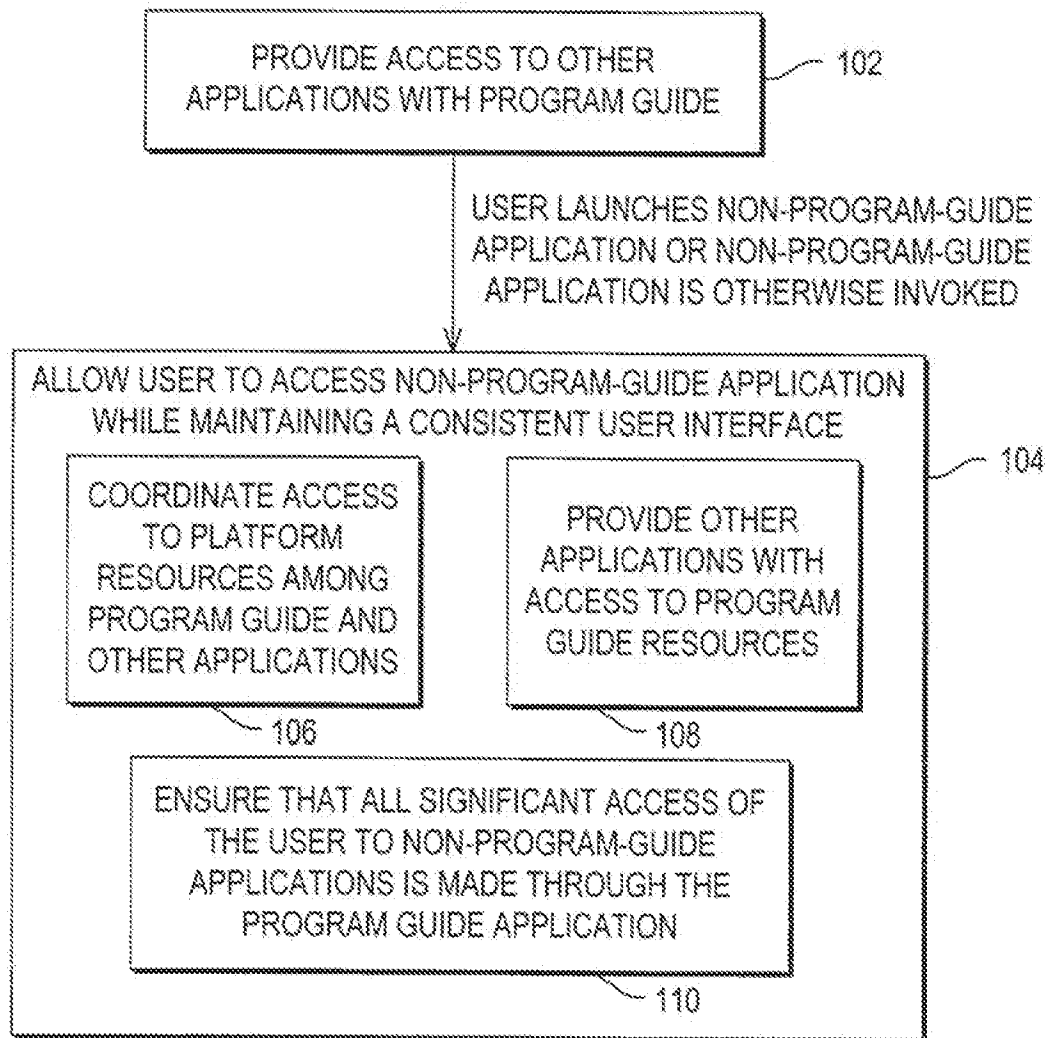 PROVIDE ACCESS TO OTHER
APPLICATIONS WITH PROGRAM GUIDE
102
USER LAUNCHES NON-PROGRAM-GUIDE
APPLICATION OR NON-PROGRAM-GUIDE
APPLICATION IS OTHERWISE INVOKED
ALLOW USER TO ACCESS NON-PROGRAM-GUIDE APPLICATION
WHILE MAINTAINING A CONSISTENT USER INTERFACE
104
COORDINATE ACCESS
TO PLATFORM
RESOURCES AMONG
PROGRAM GUIDE AND
OTHER APPLICATIONS
106
PROVIDE OTHER
APPLICATIONS WITH
ACCESS TO PROGRAM
GUIDE RESOURCES
108
ENSURE THAT ALL SIGNIFICANT ACCESS OF
THE USER TO NON-PROGRAM-GUIDE
APPLICATIONS IS MADE THROUGH THE
PROGRAM GUIDE APPLICATION
110